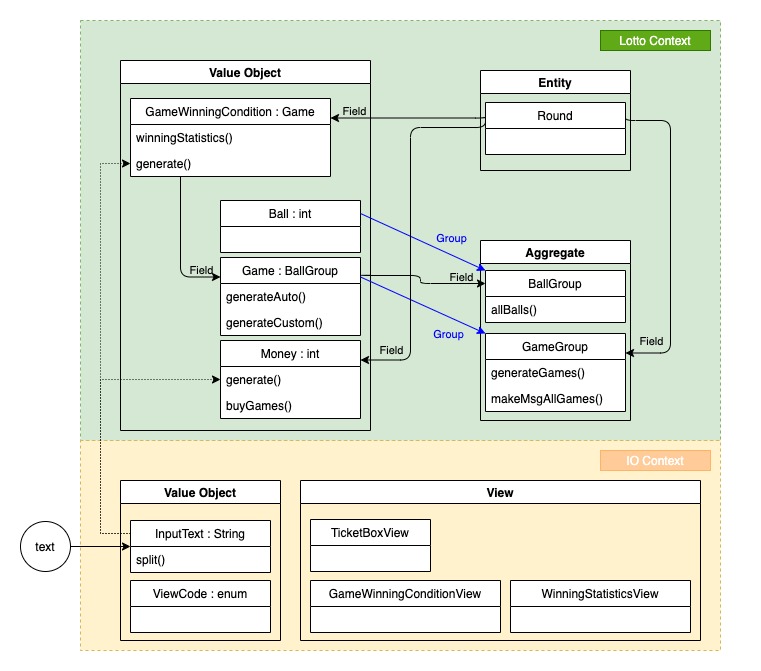 Lotto Context
Value Object
GameWinningCondition : Game
winningStatistics()
generate()
Field
Entity
Round
Ball : int
Group
Field
Game : BallGroup
generateAuto()
generateCustom()
Field
Group
Aggregate
BallGroup
allBalls()
Money : int
generate()
buyGames()
Field
GameGroup
generateGames()
makeMsgAllGames()
Field
IO Context
text
Value Object
InputText : String
split()
ViewCode : enum
View
TicketBoxView
GameWinningConditionView
WinningStatisticsView